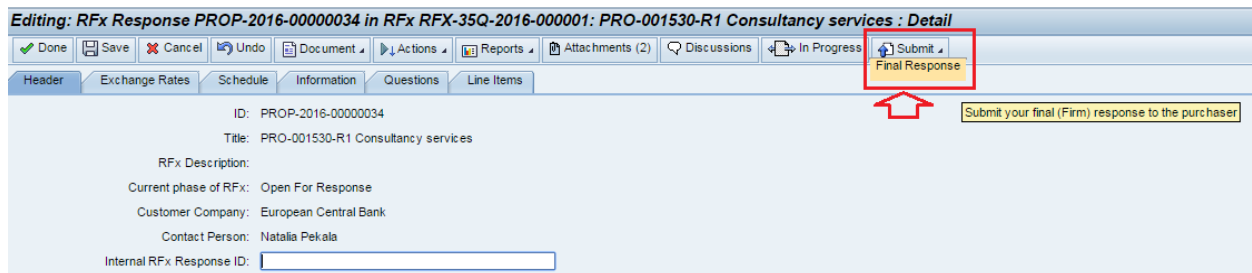 Editing: RFx Response PROP-2016-00000034 in RFx RFX-35Q-2016-000001: PRO-001530-R1 Consultancy services : Detail
Done Save Cancel Undo Document Actions Reports Attachments (2) Discussions In Progress Submit
Final Response
Header Exchange Rates Schedule Information Questions Line Items
ID: PROP-2016-00000034
Submit your final (Firm) response to the purchaser
Title: PRO-001530-R1 Consultancy services
RFx Description:
Current phase of RFx: Open For Response
Customer Company: European Central Bank
Contact Person: Natalia Pekala
Internal RFx Response ID: